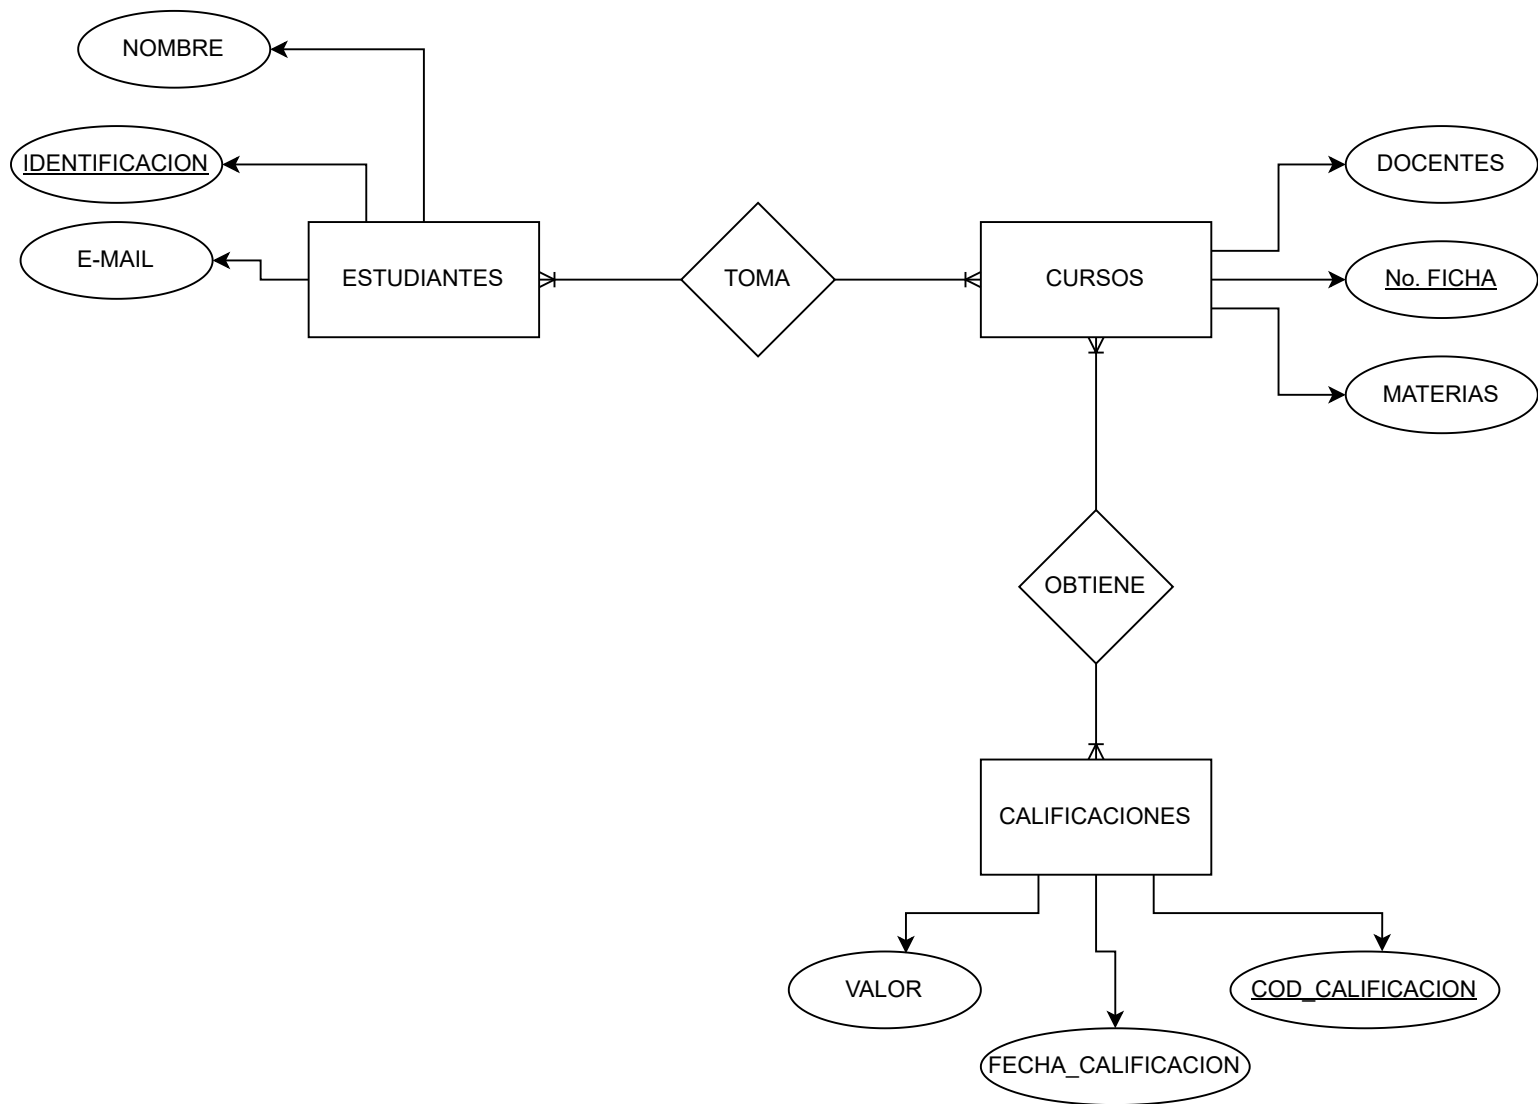 NOMBRE
IDENTIFICACION
E-MAIL
ESTUDIANTES
TOMA
CURSOS
DOCENTES
No. FICHA
MATERIAS
OBTIENE
CALIFICACIONES
VALOR
FECHA_CALIFICACION
COD_CALIFICACION